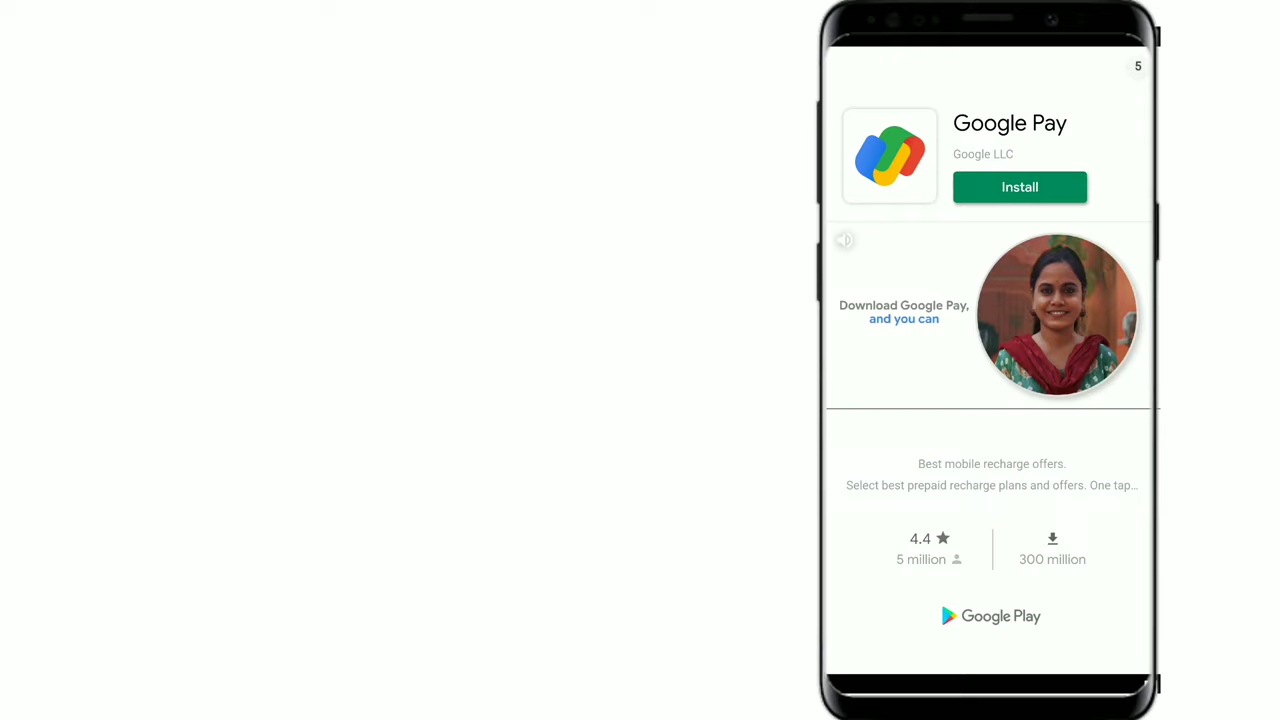 5
Google Pay
Google LLC
Install
Download Google Pay,
and you can
Best mobile recharge offers.
Select best prepaid recharge plans and offers. One tap…
4.4
5 million
300 million
Google Play